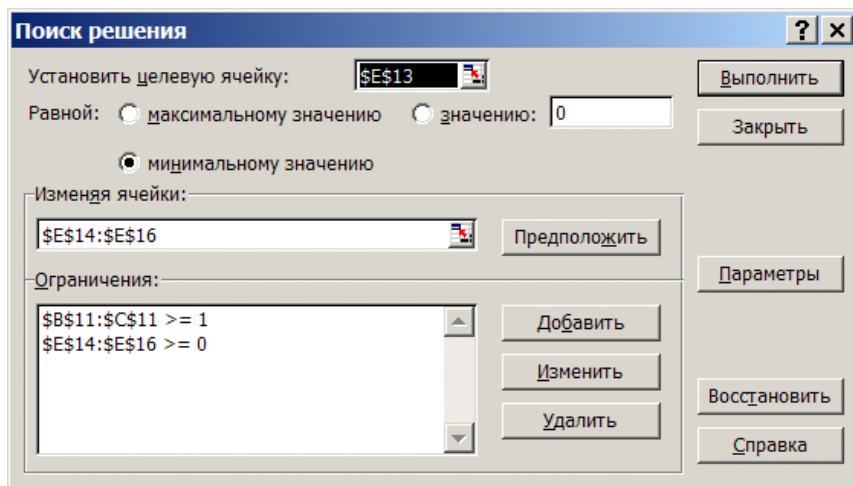 Поиск решения
Установить целевую ячейку: $E$13
Выполнить
Равной: максимальному значению значению: 0
Закрыть
минимальному значению
Изменяя ячейки:
$E$14:$E$16
Предположить
Параметры
Ограничения:
$B$11:$C$11 >= 1
$E$14:$E$16 >= 0
Добавить
Изменить
Удалить
Восстановить
Справка